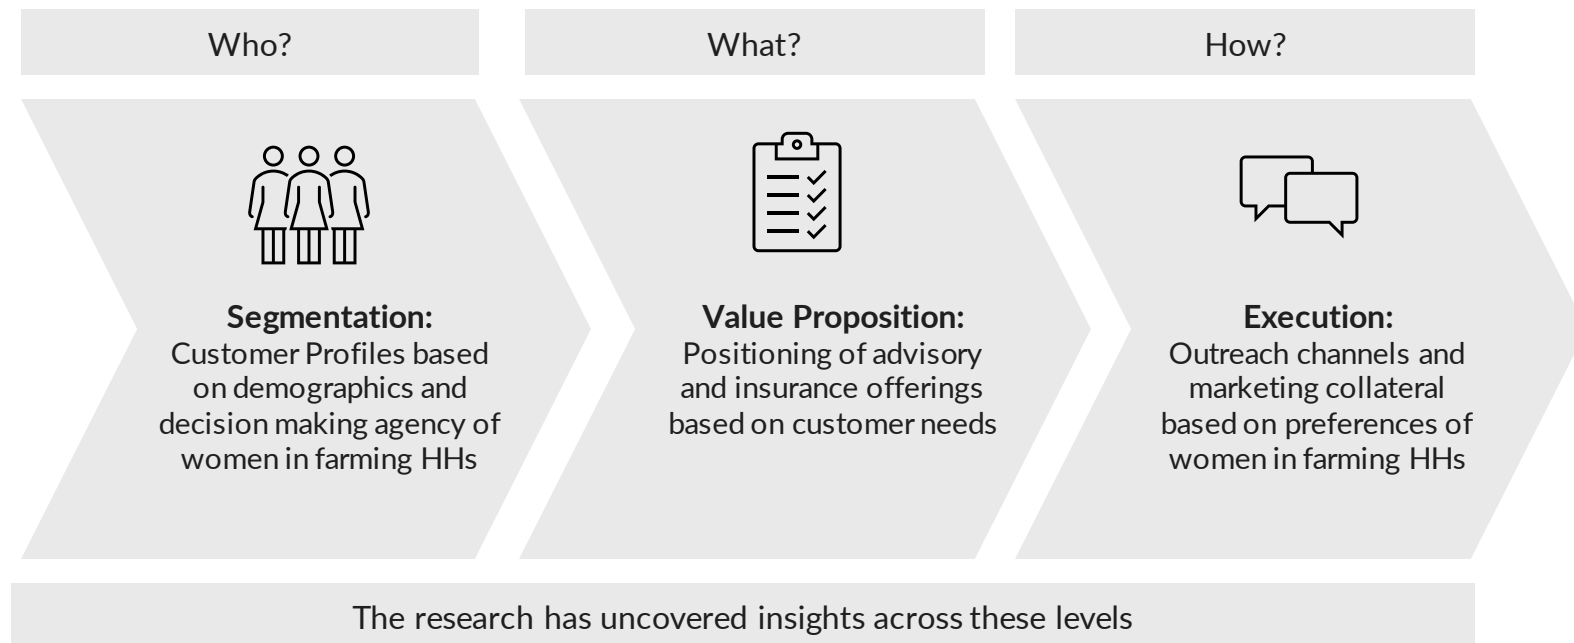 Who?
What?
How?
Segmentation:
Customer Profiles based
on demographics and
decision making agency of
women in farming HHs
Value Proposition:
Positioning of advisory
and insurance offerings
based on customer needs
Execution:
Outreach channels and
marketing collateral
based on preferences of
women in farming HHs
The research has uncovered insights across these levels